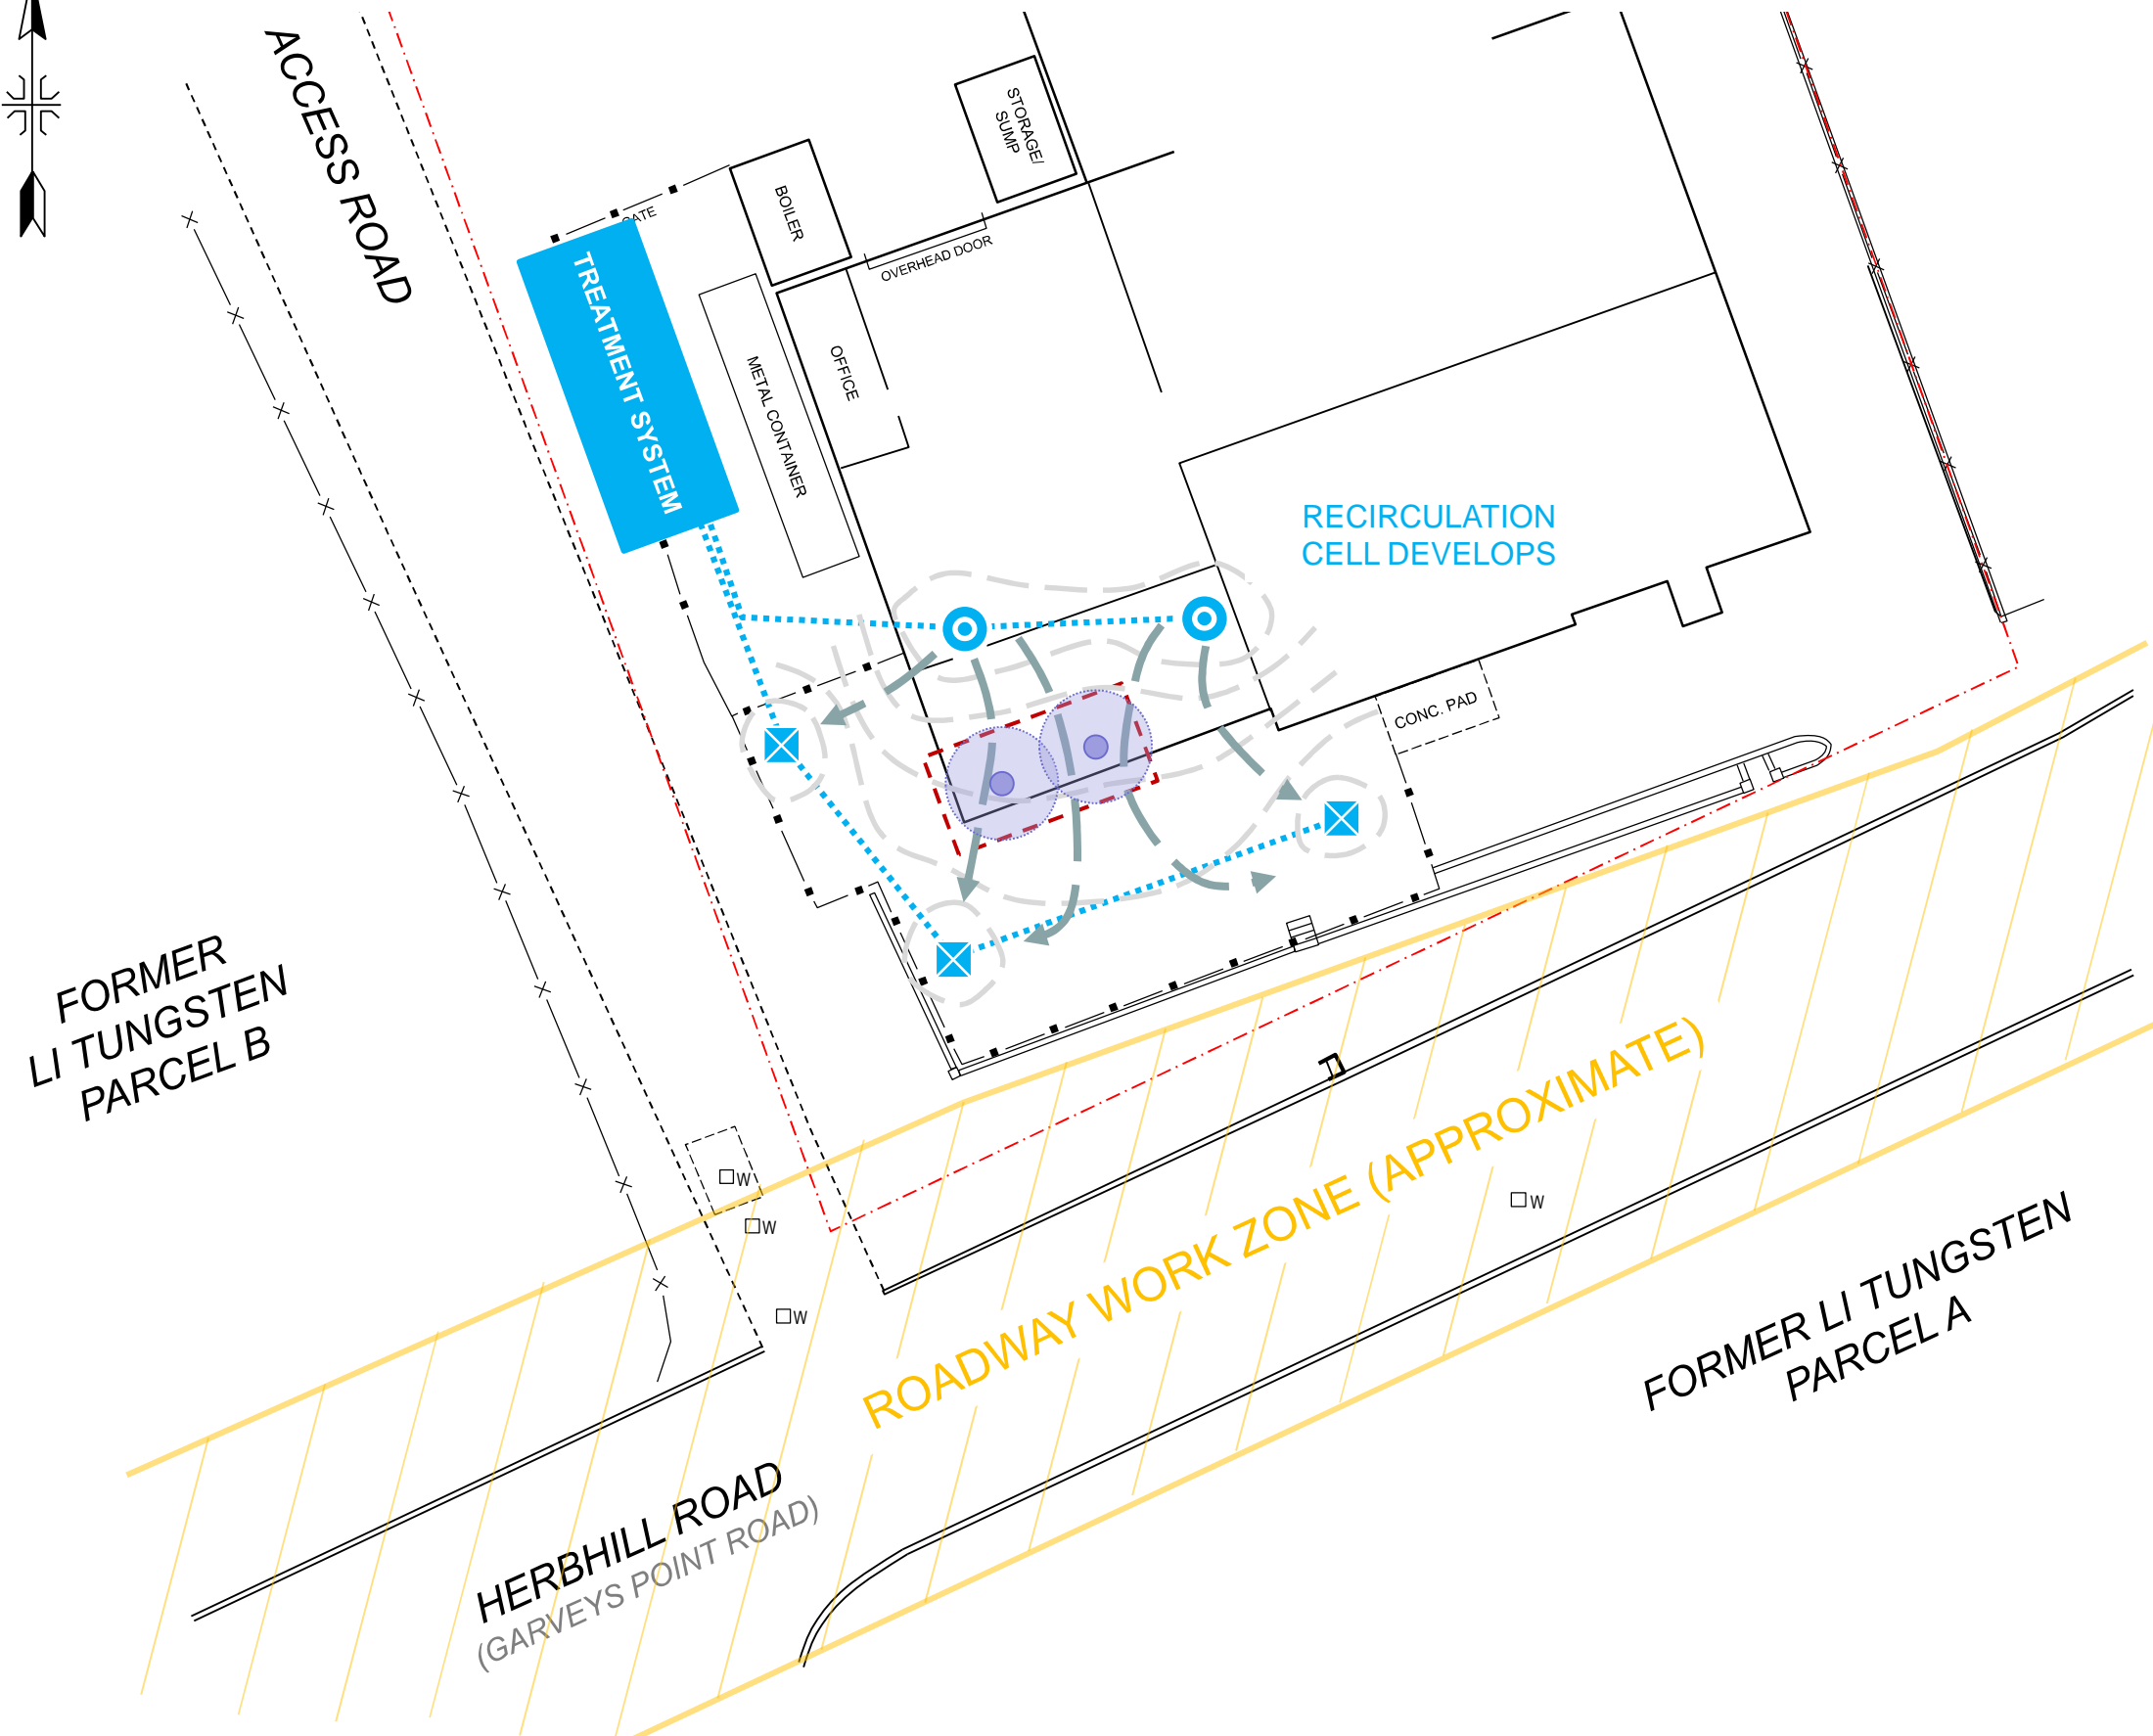 ACCESS ROAD
STORAGE/
SUMP
BOILER
GATE
OVERHEAD DOOR
TREATMENT SYSTEM
METAL CONTAINER
OFFICE
RECIRCULATION
CELL DEVELOPS
CONC. PAD
FORMER
LI TUNGSTEN
PARCEL B
ROADWAY WORK ZONE (APPROXIMATE)
W
W
W
W
FORMER LI TUNGSTEN
PARCEL A
HERBHILL ROAD
(GARVEYS POINT ROAD)